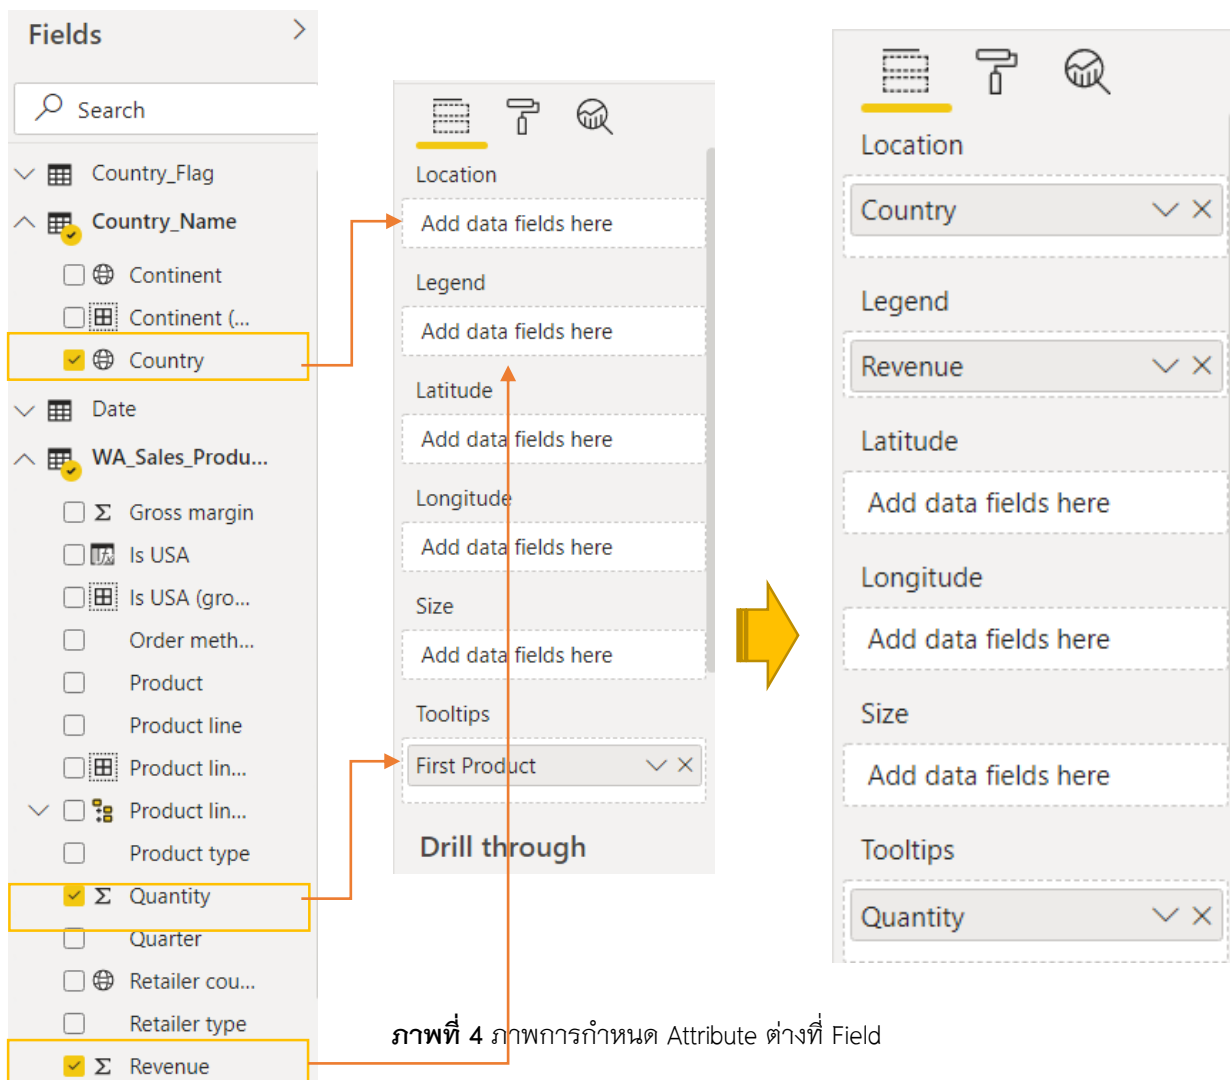 Fields
Search
Country_Flag
Country_Name
Continent
Continent (...
Country
Date
WA_Sales_Produ...
Gross margin
Is USA
Is USA (gro...
Order meth...
Product
Product line
Product lin...
Product lin...
Product type
Quantity
Quarter
Retailer cou...
Retailer type
Revenue
Location
Add data fields here
Legend
Add data fields here
Latitude
Add data fields here
Longitude
Add data fields here
Size
Add data fields here
Tooltips
First Product
Drill through
Location
Country
Legend
Revenue
Latitude
Add data fields here
Longitude
Add data fields here
Size
Add data fields here
Tooltips
Quantity
ภาพที่ 4 ภาพการกำหนด Attribute ต่างที่ Field